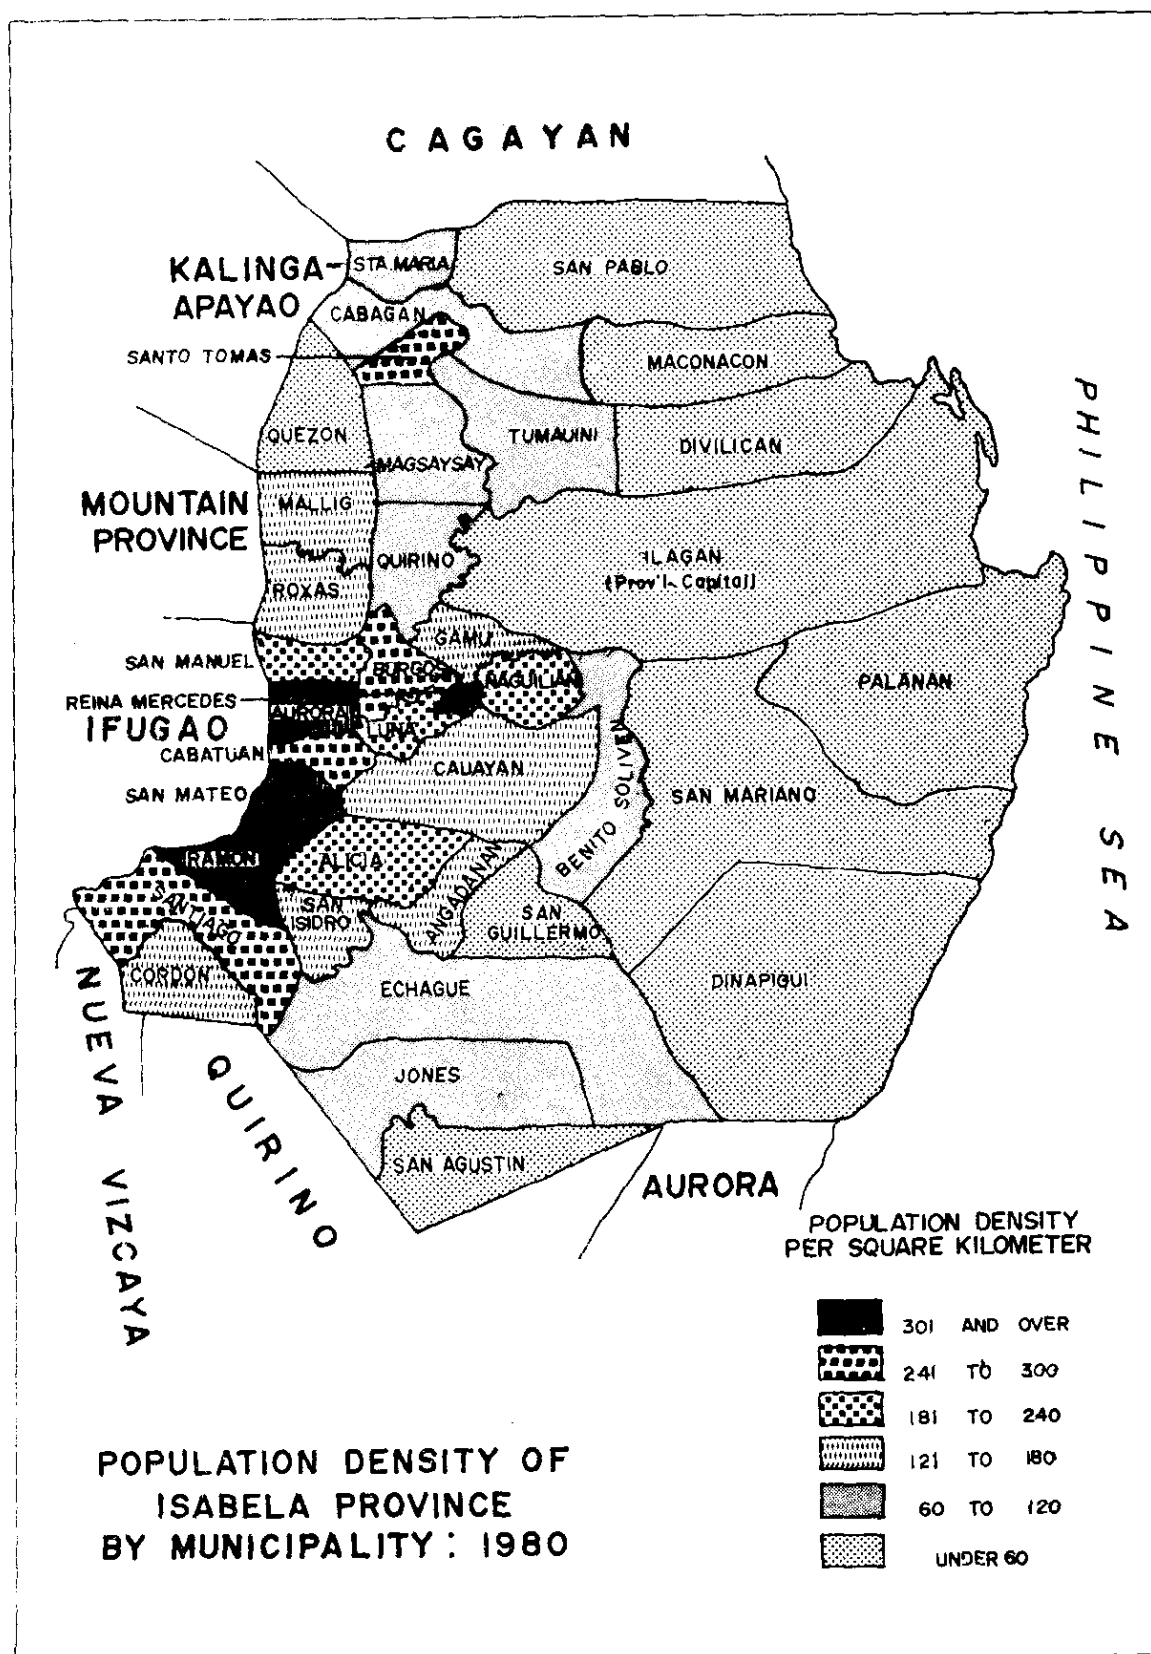 CAGAYAN
KALINGA-
APAYAO
STA. MARIA
SAN PABLO
CABAGAN
SANTO TOMAS
MACONACON
QUEZON
TUMAUINI
DIVILICAN
MAGSAYSAY
MOUNTAIN
PROVINCE
MALLIG
QUIRINO
ILAGAN
(Prov'l. Capital)
ROXAS
PHILIPPINE SEA
GAMU
SAN MANUEL
BURGOS
NAGUILIAN
PALANAN
REINA MERCEDES
IFUGAO
AURORA
LUNA
CABATUAN
CAUAYAN
BENITO SOLIVEN
SAN MATEO
SAN MARIANO
RAMON
ALICIA
ANGADANAN
SANTIAGO
SAN
ISIDRO
SAN
GUILLERMO
CORDON
ECHAGUE
DINAPIGUI
NUEVA VIZCAYA
QUIRINO
JONES
SAN AGUSTIN
AURORA
POPULATION DENSITY
PER SQUARE KILOMETER
301 AND OVER
241 TO 300
181 TO 240
121 TO 180
60 TO 120
UNDER 60
POPULATION DENSITY OF
ISABELA PROVINCE
BY MUNICIPALITY: 1980